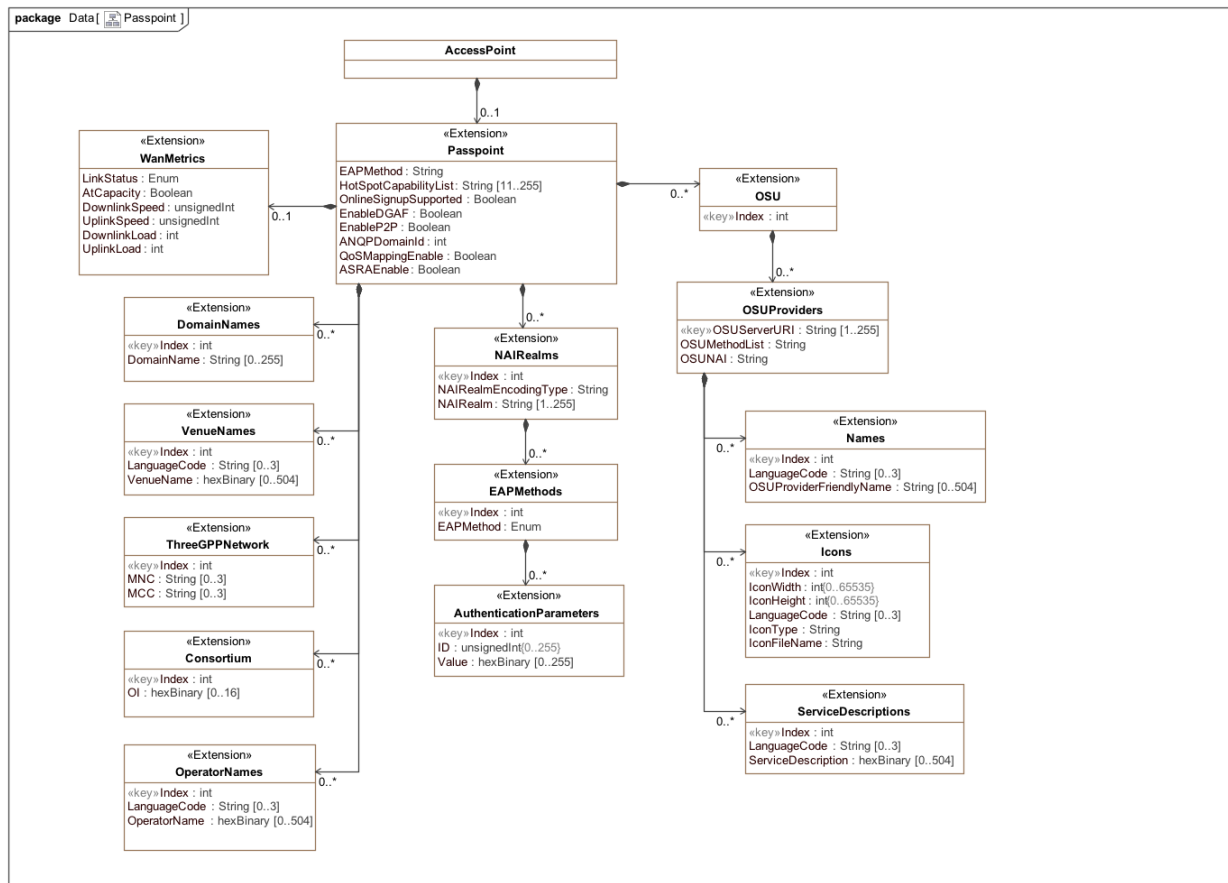 package Data[ Passpoint ]
AccessPoint
0..1
«Extension»
Passpoint
EAPMethod : String
HotSpotCapabilityList : String [11..255]
OnlineSignupSupported : Boolean
EnableDGAF : Boolean
EnableP2P : Boolean
ANQPDomainId : int
QoSMappingEnable : Boolean
ASRAEnable : Boolean
«Extension»
WanMetrics
LinkStatus : Enum
AtCapacity : Boolean
DownlinkSpeed : unsignedInt
UplinkSpeed : unsignedInt
DownlinkLoad : int
UplinkLoad : int
0..1
0..*
«Extension»
OSU
«key»Index : int
0..*
«Extension»
OSUProviders
«key»OSUServerURI : String [1..255]
OSUMethodList : String
OSUNAI : String
«Extension»
DomainNames
«key»Index : int
DomainName : String [0..255]
0..*
«Extension»
VenueNames
«key»Index : int
LanguageCode : String [0..3]
VenueName : hexBinary [0..504]
0..*
«Extension»
ThreeGPPNetwork
«key»Index : int
MNC : String [0..3]
MCC : String [0..3]
0..*
«Extension»
Consortium
«key»Index : int
OI : hexBinary [0..16]
0..*
«Extension»
OperatorNames
«key»Index : int
LanguageCode : String [0..3]
OperatorName : hexBinary [0..504]
0..*
0..*
«Extension»
NAIRealms
«key»Index : int
NAIRealmEncodingType : String
NAIRealm : String [1..255]
0..*
«Extension»
EAPMethods
«key»Index : int
EAPMethod : Enum
0..*
«Extension»
AuthenticationParameters
«key»Index : int
ID : unsignedInt{0..255}
Value : hexBinary [0..255]
0..*
«Extension»
Names
«key»Index : int
LanguageCode : String [0..3]
OSUProviderFriendlyName : String [0..504]
0..*
«Extension»
Icons
«key»Index : int
IconWidth : int{0..65535}
IconHeight : int{0..65535}
LanguageCode : String [0..3]
IconType : String
IconFileName : String
0..*
«Extension»
ServiceDescriptions
«key»Index : int
LanguageCode : String [0..3]
ServiceDescription : hexBinary [0..504]